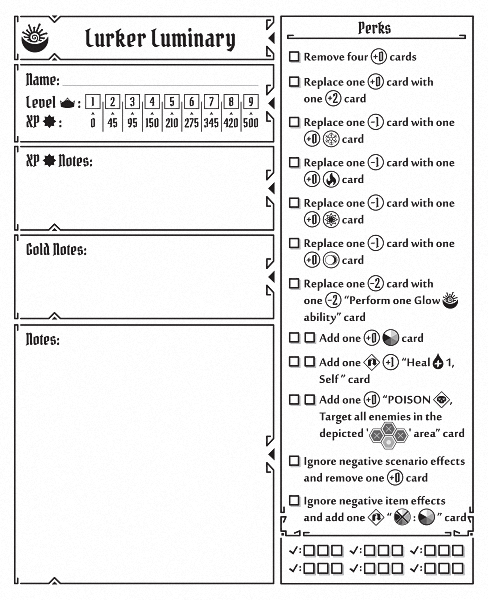 Lurker Luminary
Name:
Level : 1 2 3 4 5 6 7 8 9
XP : 0 45 95 150 210 275 345 420 500
XP Notes:
Gold Notes:
Notes:
Perks
Remove four +0 cards
Replace one +0 card with
one +2 card
Replace one -1 card with one
+0 card
Replace one -1 card with one
+0 card
Replace one -1 card with one
+0 card
Replace one -1 card with one
+0 card
Replace one -2 card with
one -2 “Perform one Glow
ability” card
Add one +0 card
Add one +1 “Heal 1,
Self” card
Add one +0 “POISON ,
Target all enemies in the
depicted ‘ ’ area” card
Ignore negative scenario effects
and remove one +0 card
Ignore negative item effects
and add one “ : ” card
✓: ✓: ✓:
✓: ✓: ✓: